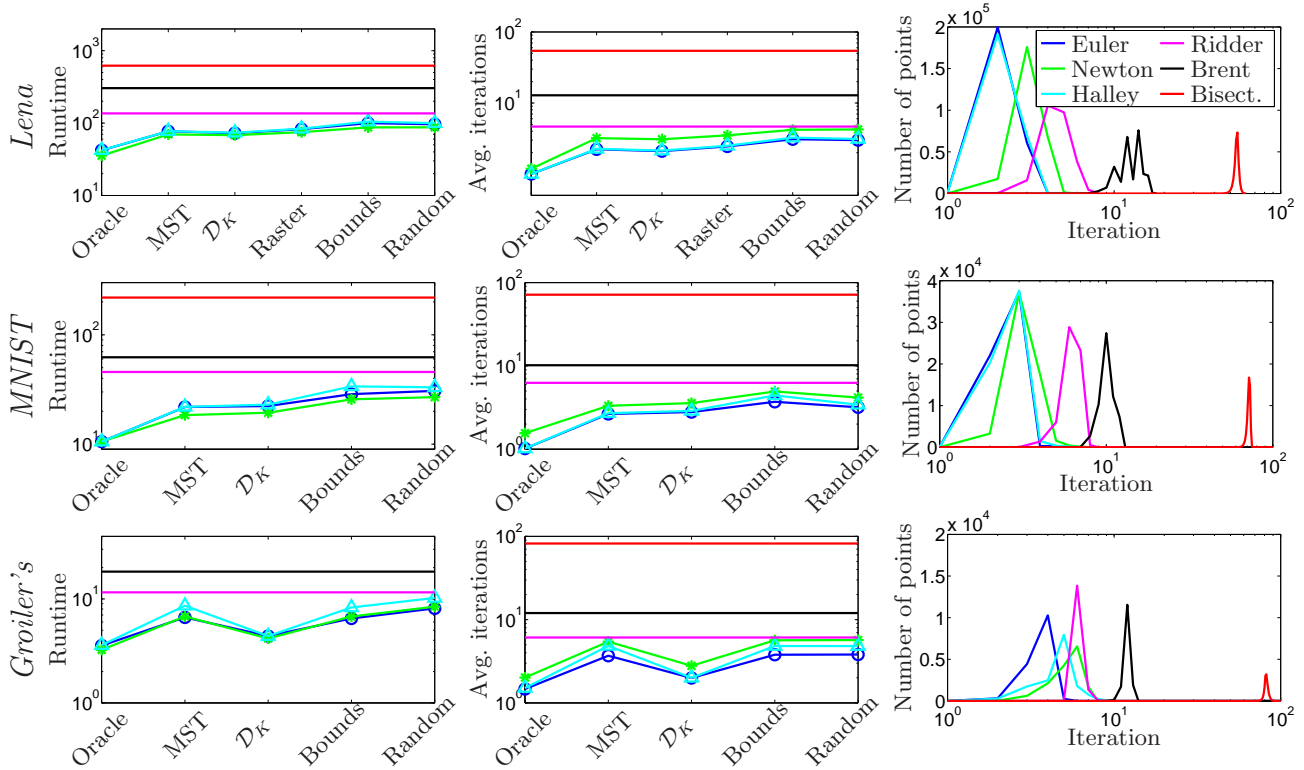 Lena
Runtime
10^3
10^2
10^1
Oracle
MST
𝒟_K
Raster
Bounds
Random
Avg. iterations
10^2
10^1
Oracle
MST
𝒟_K
Raster
Bounds
Random
Number of points
2 x 10^5
1.5
1
0.5
0
10^0
10^1
10^2
Iteration
Euler
Newton
Halley
Ridder
Brent
Bisect.
MNIST
Runtime
10^2
10^1
Oracle
MST
𝒟_K
Bounds
Random
Avg. iterations
10^2
10^1
10^0
Oracle
MST
𝒟_K
Bounds
Random
Number of points
4 x 10^4
3
2
1
0
10^0
10^1
10^2
Iteration
Groiler's
Runtime
10^1
10^0
Oracle
MST
𝒟_K
Bounds
Random
Avg. iterations
10^2
10^1
10^0
Oracle
MST
𝒟_K
Bounds
Random
Number of points
2 x 10^4
1.5
1
0.5
0
10^0
10^1
10^2
Iteration